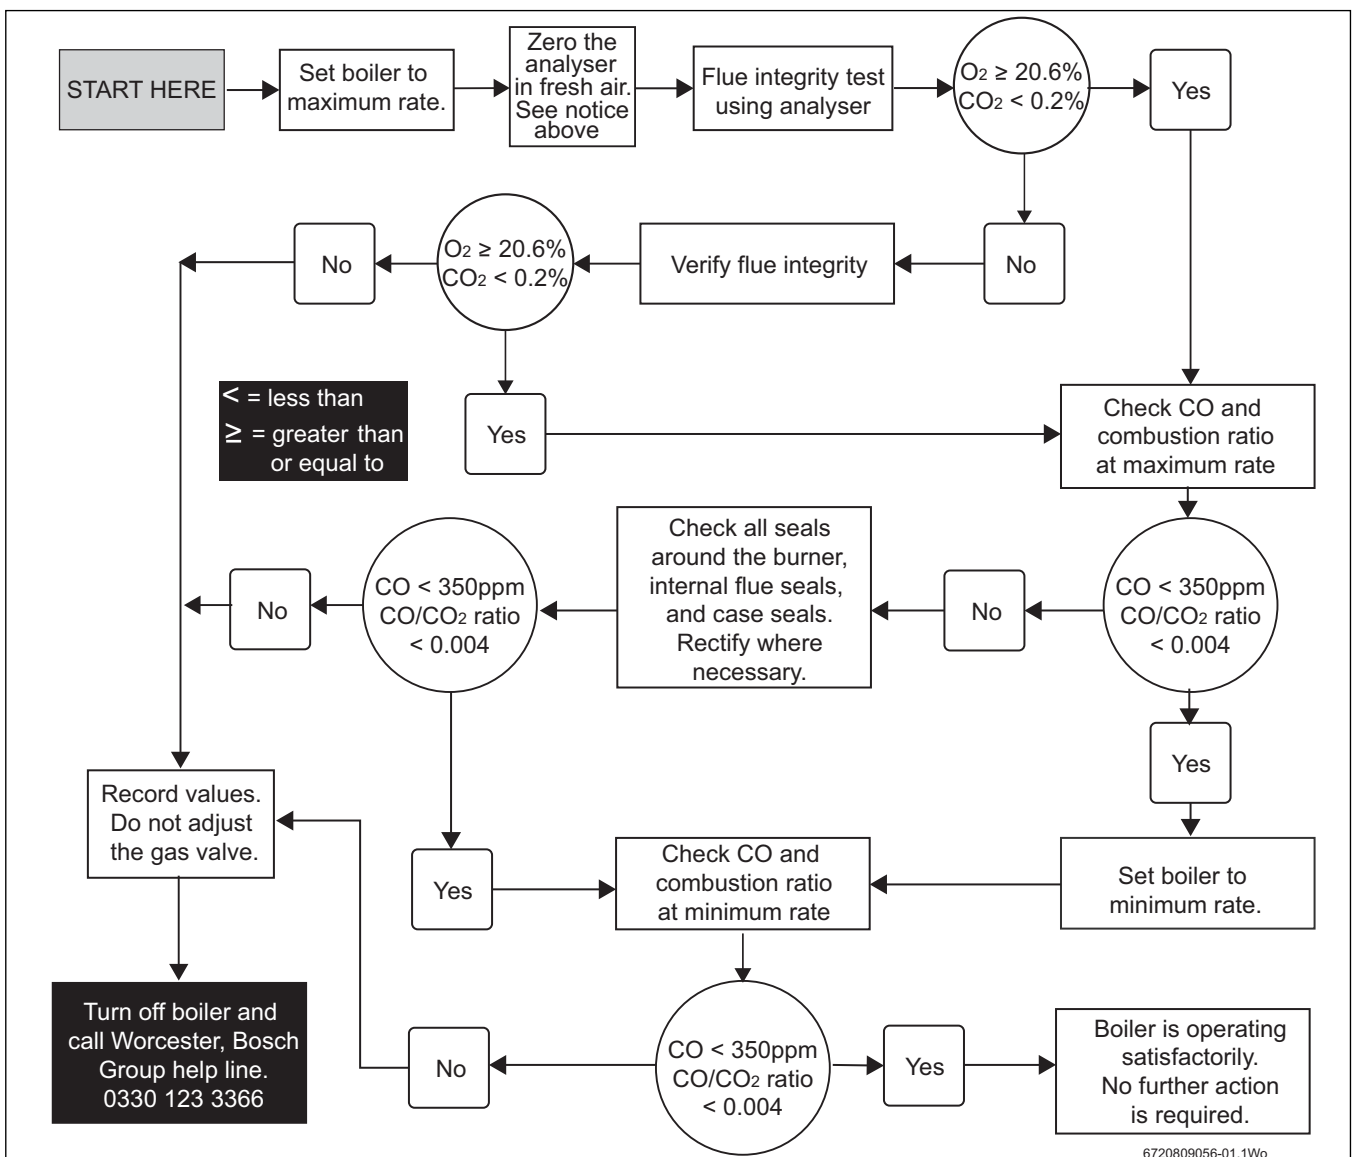 START HERE
Set boiler to
maximum rate.
Zero the
analyser
in fresh air.
See notice
above
Flue integrity test
using analyser
O2 ≥ 20.6%
CO2 < 0.2%
Yes
No
O2 ≥ 20.6%
CO2 < 0.2%
Verify flue integrity
No
< = less than
≥ = greater than
or equal to
Yes
Check CO and
combustion ratio
at maximum rate
No
CO < 350ppm
CO/CO2 ratio
< 0.004
Check all seals
around the burner,
internal flue seals,
and case seals.
Rectify where
necessary.
No
CO < 350ppm
CO/CO2 ratio
< 0.004
Yes
Record values.
Do not adjust
the gas valve.
Yes
Check CO and
combustion ratio
at minimum rate
Set boiler to
minimum rate.
Turn off boiler and
call Worcester, Bosch
Group help line.
0330 123 3366
No
CO < 350ppm
CO/CO2 ratio
< 0.004
Yes
Boiler is operating
satisfactorily.
No further action
is required.
6720809056-01.1Wo